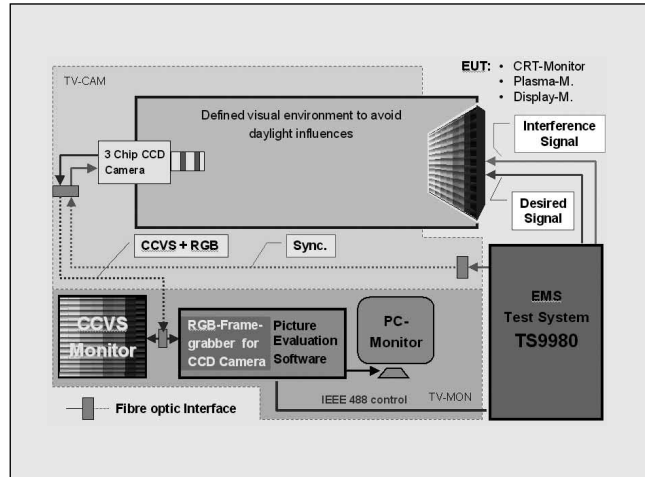 TV-CAM
EUT: • CRT-Monitor
• Plasma-M.
• Display-M.
Defined visual environment to avoid
daylight influences
Interference
Signal
3 Chip CCD
Camera
Desired
Signal
CCVS + RGB
Sync.
EMS
Test System
TS9980
CCVS
Monitor
RGB-Frame-
grabber for
CCD Camera
Picture
Evaluation
Software
PC-
Monitor
Fibre optic Interface
IEEE 488 control
TV-MON